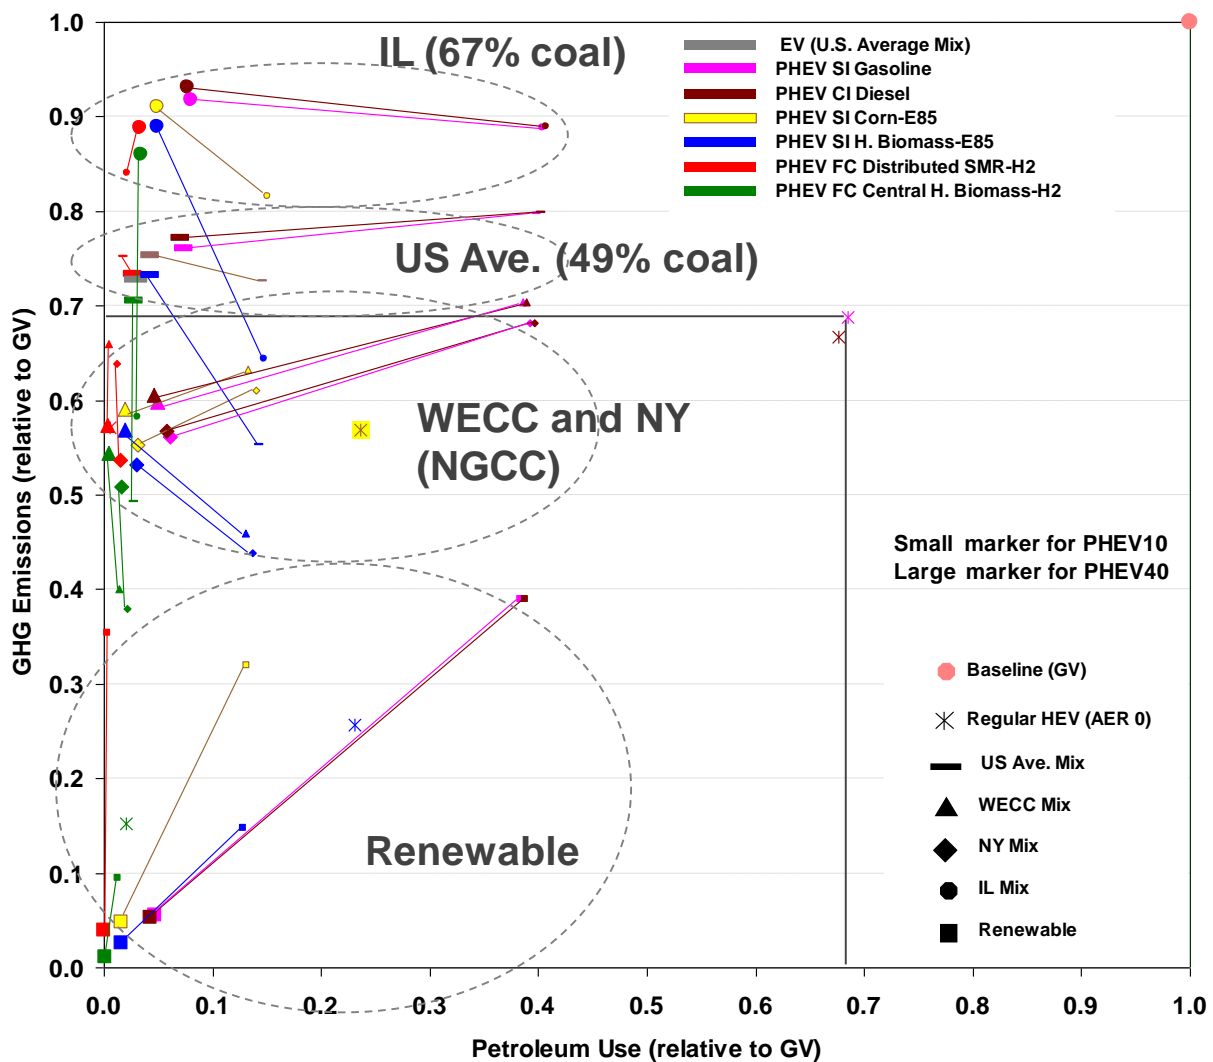 1.0
0.9
0.8
0.7
0.6
0.5
0.4
0.3
0.2
0.1
0.0
GHG Emissions (relative to GV)
IL (67% coal)
US Ave. (49% coal)
WECC and NY
(NGCC)
Renewable
EV (U.S. Average Mix)
PHEV SI Gasoline
PHEV CI Diesel
PHEV SI Corn-E85
PHEV SI H. Biomass-E85
PHEV FC Distributed SMR-H2
PHEV FC Central H. Biomass-H2
Small marker for PHEV10
Large marker for PHEV40
Baseline (GV)
Regular HEV (AER 0)
US Ave. Mix
WECC Mix
NY Mix
IL Mix
Renewable
0.0 0.1 0.2 0.3 0.4 0.5 0.6 0.7 0.8 0.9 1.0
Petroleum Use (relative to GV)